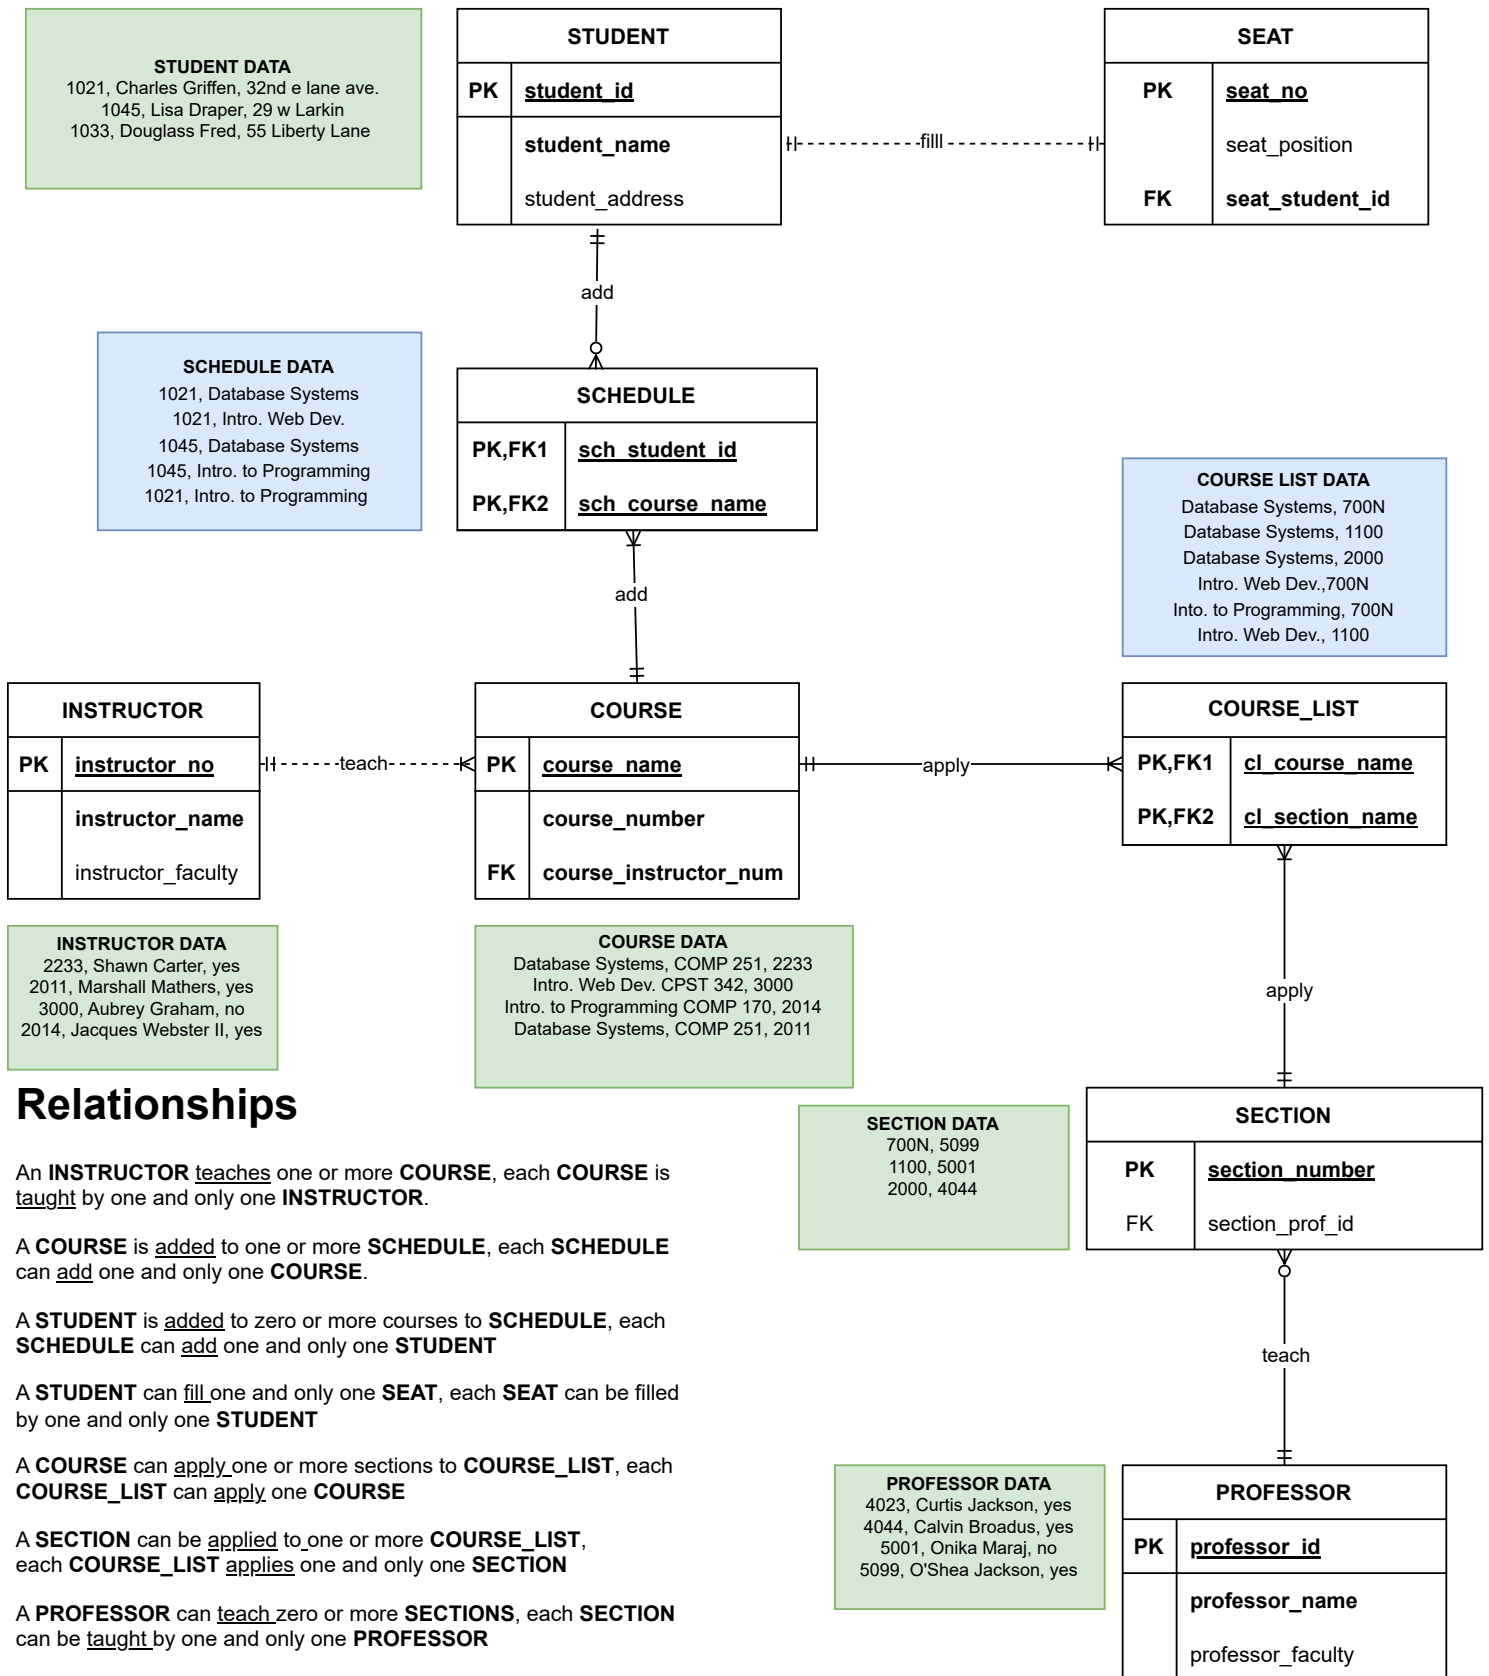 STUDENT DATA
1021, Charles Griffen, 32nd e lane ave.
1045, Lisa Draper, 29 w Larkin
1033, Douglass Fred, 55 Liberty Lane
STUDENT
PK student_id
student_name
student_address
filll
SEAT
PK seat_no
seat_position
FK seat_student_id
add
SCHEDULE DATA
1021, Database Systems
1021, Intro. Web Dev.
1045, Database Systems
1045, Intro. to Programming
1021, Intro. to Programming
SCHEDULE
PK,FK1 sch_student_id
PK,FK2 sch_course_name
add
COURSE LIST DATA
Database Systems, 700N
Database Systems, 1100
Database Systems, 2000
Intro. Web Dev.,700N
Into. to Programming, 700N
Intro. Web Dev., 1100
INSTRUCTOR
PK instructor_no
instructor_name
instructor_faculty
teach
COURSE
PK course_name
course_number
FK course_instructor_num
apply
COURSE_LIST
PK,FK1 cl_course_name
PK,FK2 cl_section_name
INSTRUCTOR DATA
2233, Shawn Carter, yes
2011, Marshall Mathers, yes
3000, Aubrey Graham, no
2014, Jacques Webster II, yes
COURSE DATA
Database Systems, COMP 251, 2233
Intro. Web Dev. CPST 342, 3000
Intro. to Programming COMP 170, 2014
Database Systems, COMP 251, 2011
apply
SECTION DATA
700N, 5099
1100, 5001
2000, 4044
SECTION
PK section_number
FK section_prof_id
teach
PROFESSOR DATA
4023, Curtis Jackson, yes
4044, Calvin Broadus, yes
5001, Onika Maraj, no
5099, O'Shea Jackson, yes
PROFESSOR
PK professor_id
professor_name
professor_faculty
Relationships
An INSTRUCTOR teaches one or more COURSE, each COURSE is
taught by one and only one INSTRUCTOR.
A COURSE is added to one or more SCHEDULE, each SCHEDULE
can add one and only one COURSE.
A STUDENT is added to zero or more courses to SCHEDULE, each
SCHEDULE can add one and only one STUDENT
A STUDENT can fill one and only one SEAT, each SEAT can be filled
by one and only one STUDENT
A COURSE can apply one or more sections to COURSE_LIST, each
COURSE_LIST can apply one COURSE
A SECTION can be applied to one or more COURSE_LIST,
each COURSE_LIST applies one and only one SECTION
A PROFESSOR can teach zero or more SECTIONS, each SECTION
can be taught by one and only one PROFESSOR